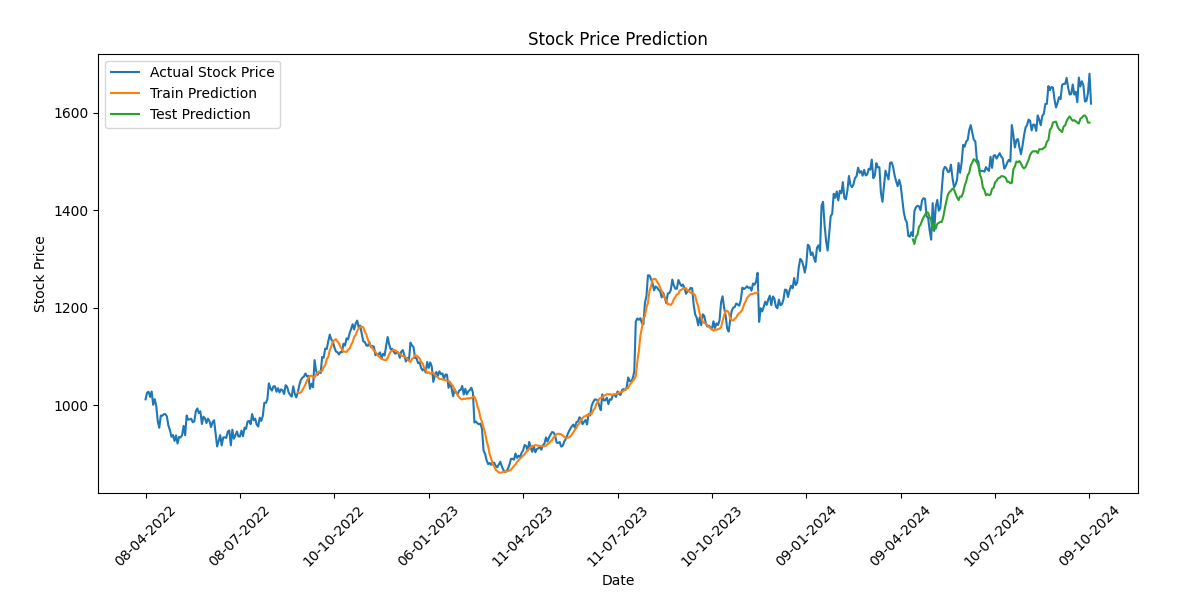 Stock Price Prediction
Actual Stock Price
Train Prediction
Test Prediction
Stock Price
1600
1400
1200
1000
08-04-2022
08-07-2022
10-10-2022
06-01-2023
11-04-2023
11-07-2023
10-10-2023
09-01-2024
09-04-2024
10-07-2024
09-10-2024
Date